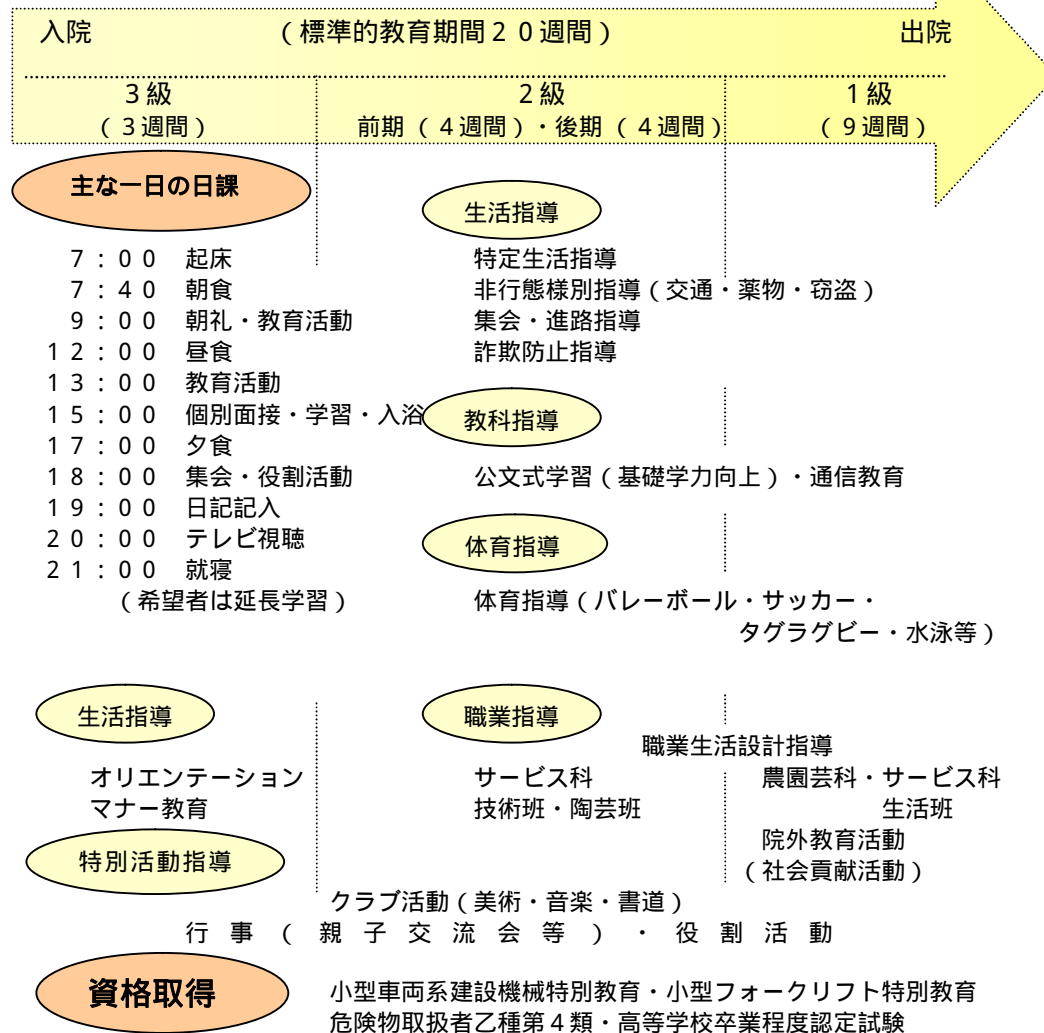 入院　（標準的教育期間２０週間）　出院
3級　2級　1級
（3週間）　前期（4週間）・後期（4週間）　（9週間）
主な一日の日課
７：００　起床
７：４０　朝食
９：００　朝礼・教育活動
１２：００　昼食
１３：００　教育活動
１５：００　個別面接・学習・入浴
１７：００　夕食
１８：００　集会・役割活動
１９：００　日記記入
２０：００　テレビ視聴
２１：００　就寝
（希望者は延長学習）
生活指導
特定生活指導
非行態様別指導（交通・薬物・窃盗）
集会・進路指導
詐欺防止指導
教科指導
公文式学習（基礎学力向上）・通信教育
体育指導
体育指導（バレーボール・サッカー・
タグラグビー・水泳等）
生活指導
オリエンテーション
マナー教育
特別活動指導
職業指導
職業生活設計指導
サービス科
技術班・陶芸班
農園芸科・サービス科
生活班
院外教育活動
（社会貢献活動）
クラブ活動（美術・音楽・書道）
行事（親子交流会等）・役割活動
資格取得
小型車両系建設機械特別教育・小型フォークリフト特別教育
危険物取扱者乙種第４類・高等学校卒業程度認定試験